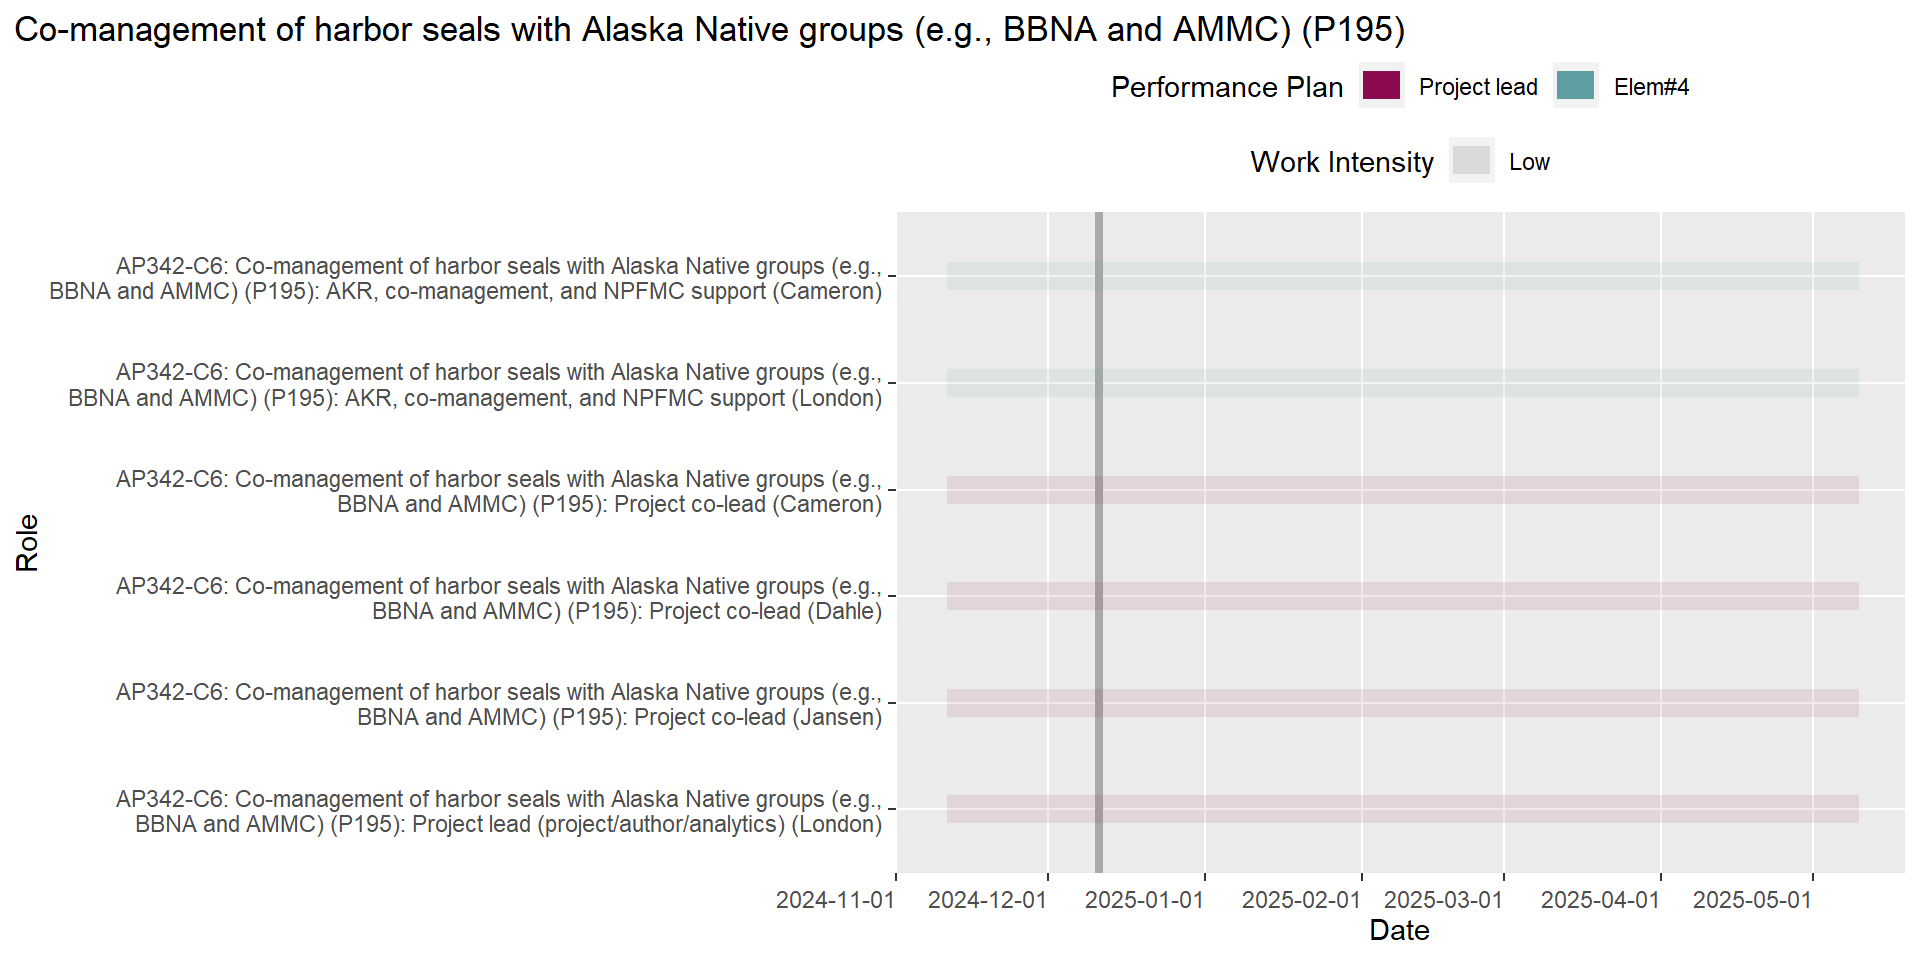 Co-management of harbor seals with Alaska Native groups (e.g., BBNA and AMMC) (P195)
Performance Plan Project lead Elem#4
Work Intensity Low
AP342-C6: Co-management of harbor seals with Alaska Native groups (e.g.,
BBNA and AMMC) (P195): AKR, co-management, and NPFMC support (Cameron)
AP342-C6: Co-management of harbor seals with Alaska Native groups (e.g.,
BBNA and AMMC) (P195): AKR, co-management, and NPFMC support (London)
AP342-C6: Co-management of harbor seals with Alaska Native groups (e.g.,
BBNA and AMMC) (P195): Project co-lead (Cameron)
AP342-C6: Co-management of harbor seals with Alaska Native groups (e.g.,
BBNA and AMMC) (P195): Project co-lead (Dahle)
AP342-C6: Co-management of harbor seals with Alaska Native groups (e.g.,
BBNA and AMMC) (P195): Project co-lead (Jansen)
AP342-C6: Co-management of harbor seals with Alaska Native groups (e.g.,
BBNA and AMMC) (P195): Project lead (project/author/analytics) (London)
Role
2024-11-01 2024-12-01 2025-01-01 2025-02-01 2025-03-01 2025-04-01 2025-05-01
Date